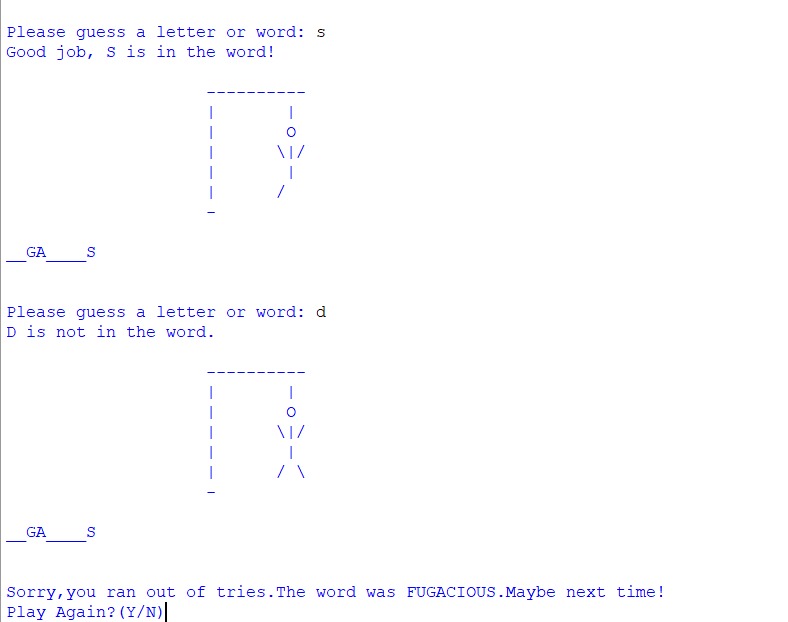 Please guess a letter or word: s
Good job, S is in the word!
----------
|       |
|       O
|      \|/
|       |
|      /
-
__GA____S
Please guess a letter or word: d
D is not in the word.
----------
|       |
|       O
|      \|/
|       |
|      / \
-
__GA____S
Sorry,you ran out of tries.The word was FUGACIOUS.Maybe next time!
Play Again?(Y/N)